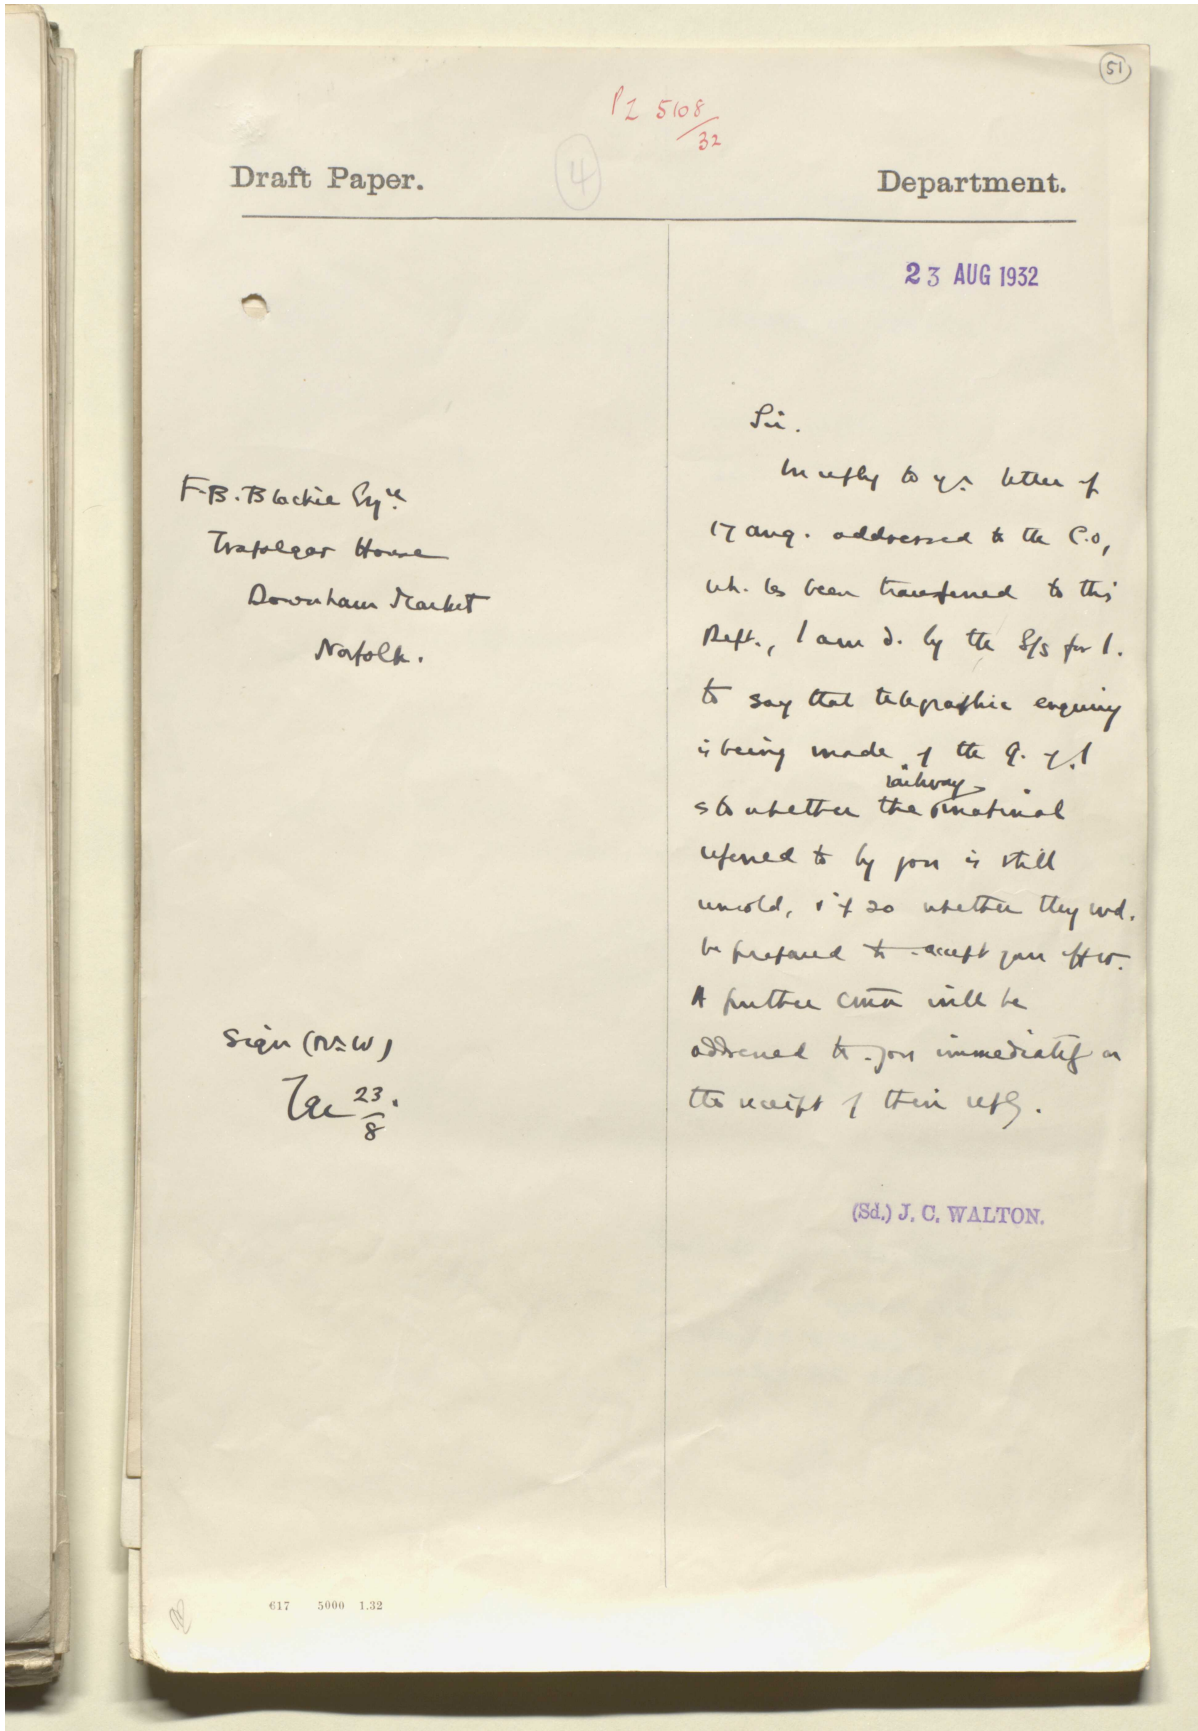 51
PZ 5108/32
4
Draft Paper.
Department.
23 AUG 1932
F.B. Blackie Esqre
Trafalgar House
Downham Market
Norfolk.
Sir.
In reply to yr. letter of
17 Aug. addressed to the C.O,
wh. has been transferred to this
Dept., I am d. by the S/S for I.
to say that telegraphic enquiry
is being made of the G. of I
as to whether the railway material
referred to by you is still
unsold, & if so whether they wd.
be prepared to accept your offer.
A further cmn will be
addressed to you immediately on
the receipt of their reply.
Sign (Mr W)
23/8.
(Sd.) J. C. WALTON.
617 5000 1.32